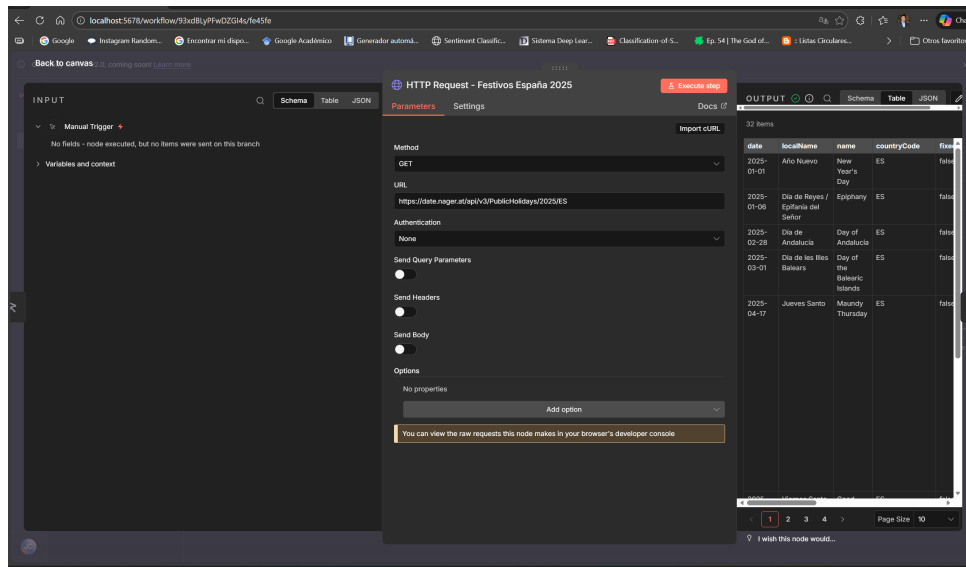 localhost:5678/workflow/93xdBLyPFwDZGl4s/fe45fe
Google
Instagram Random...
Encontrar mi dispo...
Google Académico
Generador automá...
Sentiment Classific...
Sistema Deep Lear...
Classification-of-S...
Ep. 54 | The God of...
: Listas Circulares...
Otros favoritos
Back to canvas
2.0, coming soon! Learn more
INPUT
Schema
Table
JSON
Manual Trigger
No fields - node executed, but no items were sent on this branch
Variables and context
HTTP Request - Festivos España 2025
Execute step
Parameters
Settings
Docs
Import cURL
Method
GET
URL
https://date.nager.at/api/v3/PublicHolidays/2025/ES
Authentication
None
Send Query Parameters
Send Headers
Send Body
Options
No properties
Add option
You can view the raw requests this node makes in your browser's developer console
OUTPUT
Schema
Table
JSON
32 items
date localName name countryCode fixe
2025-01-01 Año Nuevo New Year's Day ES false
2025-01-06 Día de Reyes / Epifanía del Señor Epiphany ES false
2025-02-28 Día de Andalucía Day of Andalucía ES false
2025-03-01 Dia de les Illes Balears Day of the Balearic Islands ES false
2025-04-17 Jueves Santo Maundy Thursday ES false
1 2 3 4
Page Size 10
I wish this node would...